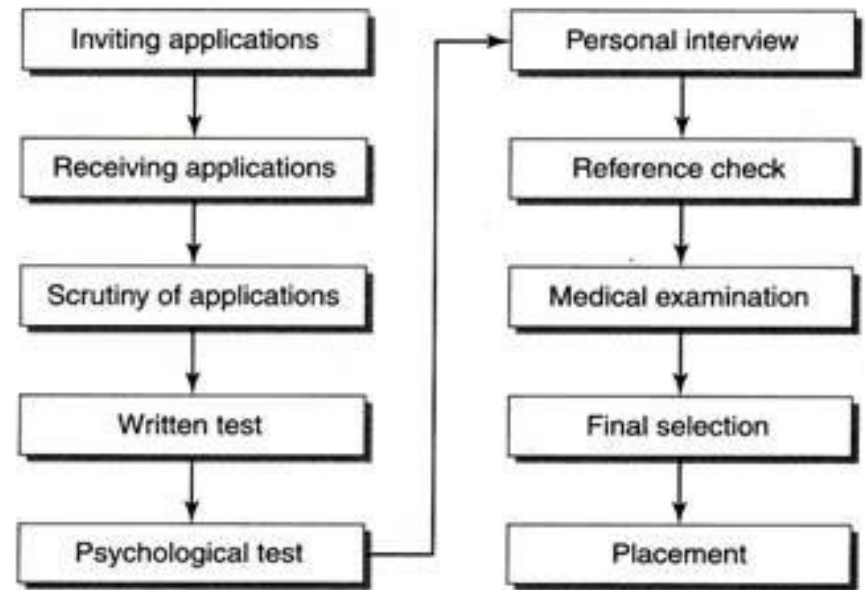 Inviting applications
Receiving applications
Scrutiny of applications
Written test
Psychological test
Personal interview
Reference check
Medical examination
Final selection
Placement